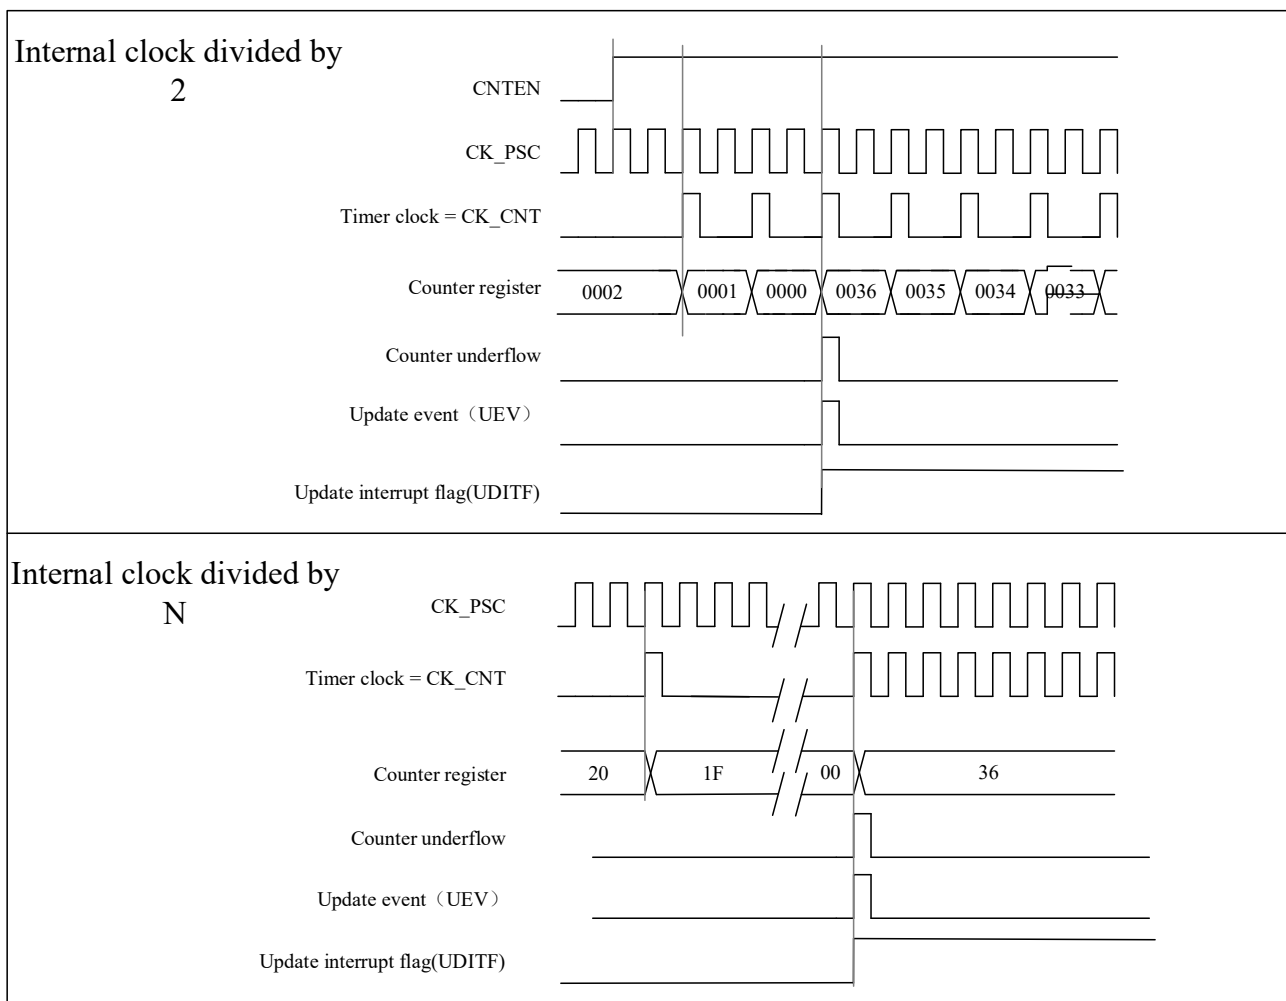 Internal clock divided by
2
CNTEN
CK_PSC
Timer clock = CK_CNT
Counter register
0002 0001 0000 0036 0035 0034 0033
Counter underflow
Update event（UEV）
Update interrupt flag(UDITF)
Internal clock divided by
N
CK_PSC
Timer clock = CK_CNT
Counter register
20 1F 00 36
Counter underflow
Update event（UEV）
Update interrupt flag(UDITF)